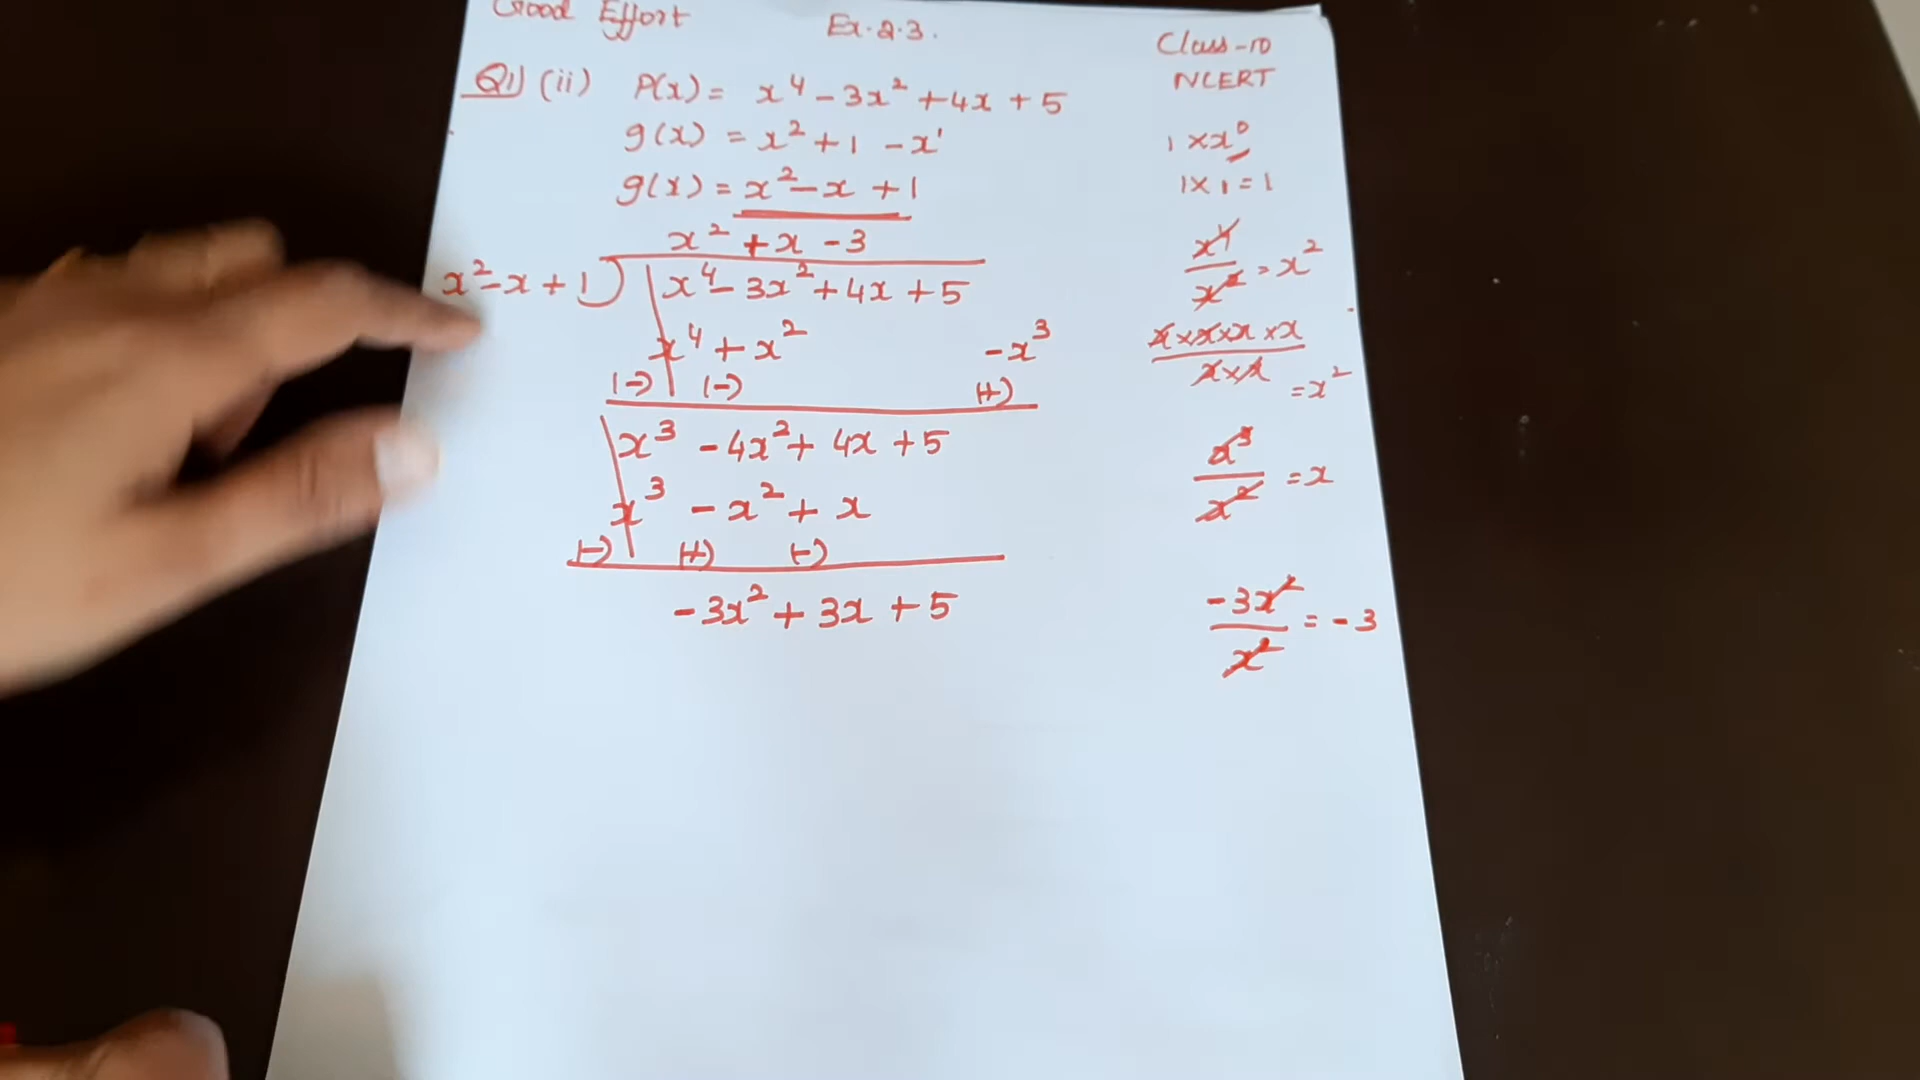 Good Effort Ex. 2.3. Class-10
NCERT
Q1) (ii) P(x) = x⁴ - 3x² + 4x + 5
g(x) = x² + 1 - x¹
g(x) = x² - x + 1
x² + x - 3
x² - x + 1) x⁴ - 3x² + 4x + 5
x⁴ + x² - x³
(-) (-) (+)
x³ - 4x² + 4x + 5
x³ - x² + x
(-) (+) (-)
-3x² + 3x + 5
1 × x⁰
1 × 1 = 1
x⁴/x² = x²
x×x×x×x/x×x = x²
x³/x² = x
-3x²/x² = -3